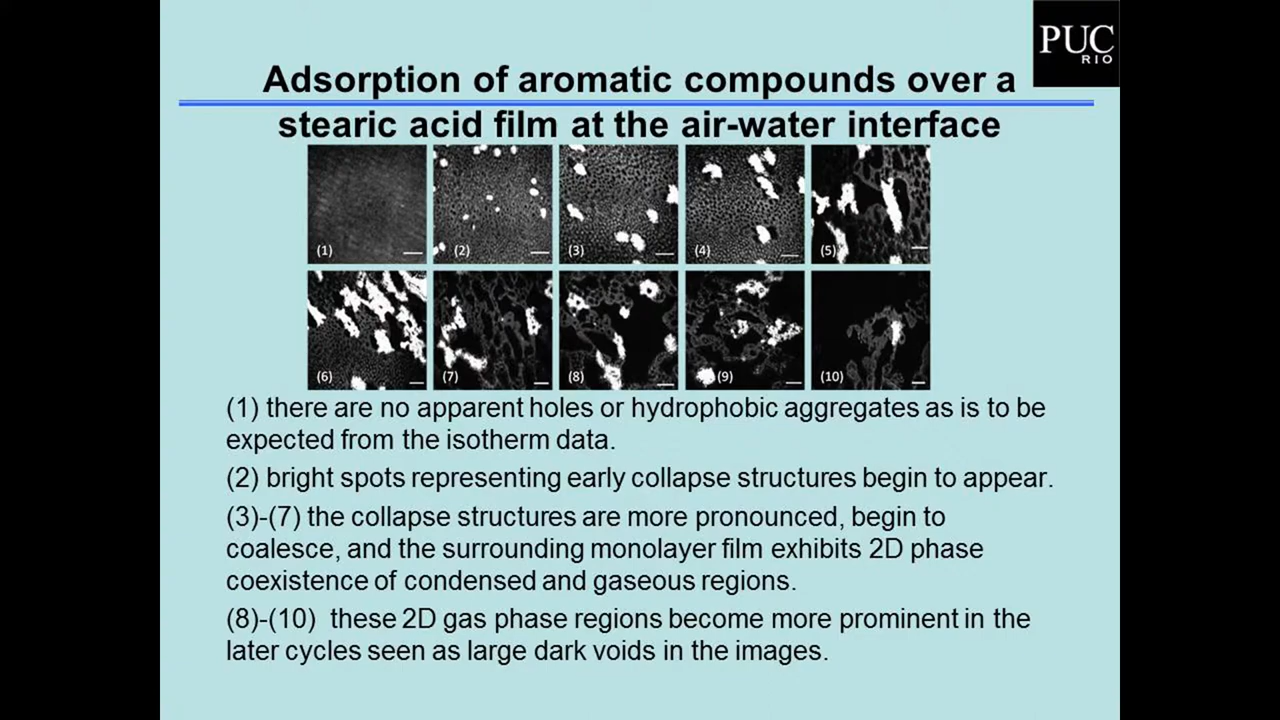 PUC
RIO
Adsorption of aromatic compounds over a
stearic acid film at the air-water interface
(1)
(2)
(3)
(4)
(5)
(6)
(7)
(8)
(9)
(10)
(1) there are no apparent holes or hydrophobic aggregates as is to be
expected from the isotherm data.
(2) bright spots representing early collapse structures begin to appear.
(3)-(7) the collapse structures are more pronounced, begin to
coalesce, and the surrounding monolayer film exhibits 2D phase
coexistence of condensed and gaseous regions.
(8)-(10) these 2D gas phase regions become more prominent in the
later cycles seen as large dark voids in the images.